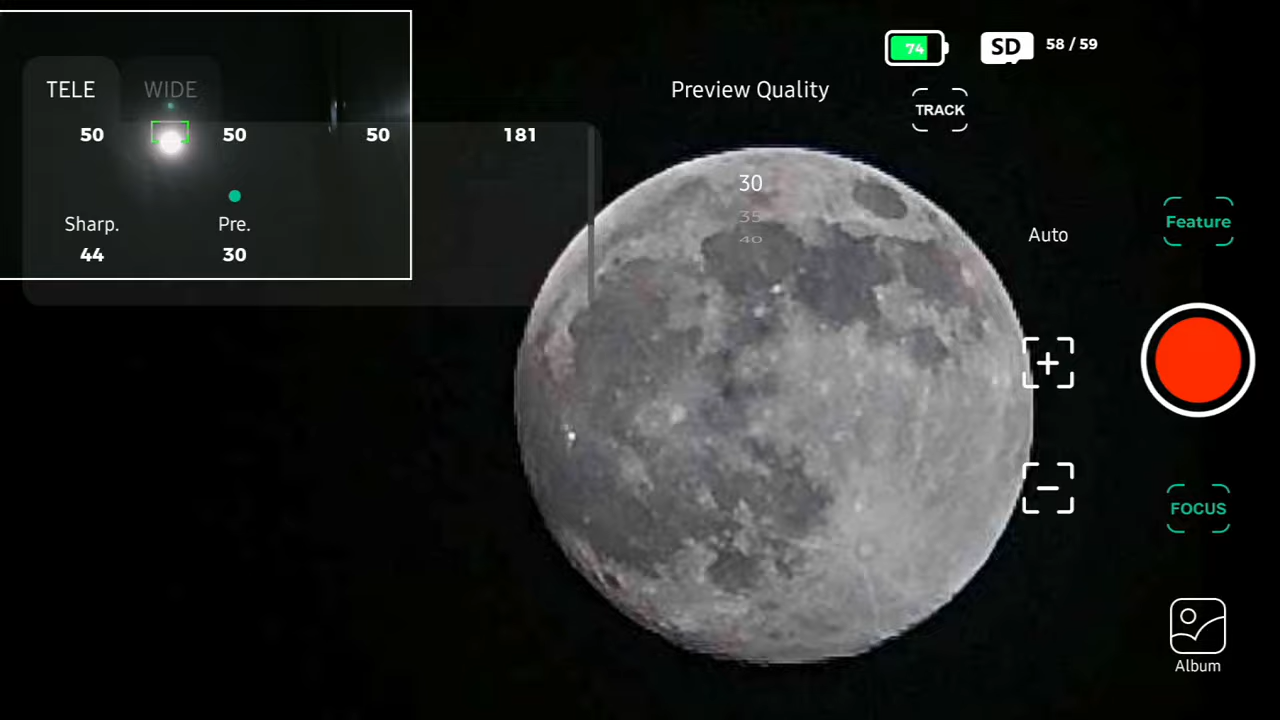 74
SD
58 / 59
TELE
WIDE
Preview Quality
TRACK
50
50
50
181
30
35
40
Auto
Feature
Sharp.
Pre.
44
30
FOCUS
Album